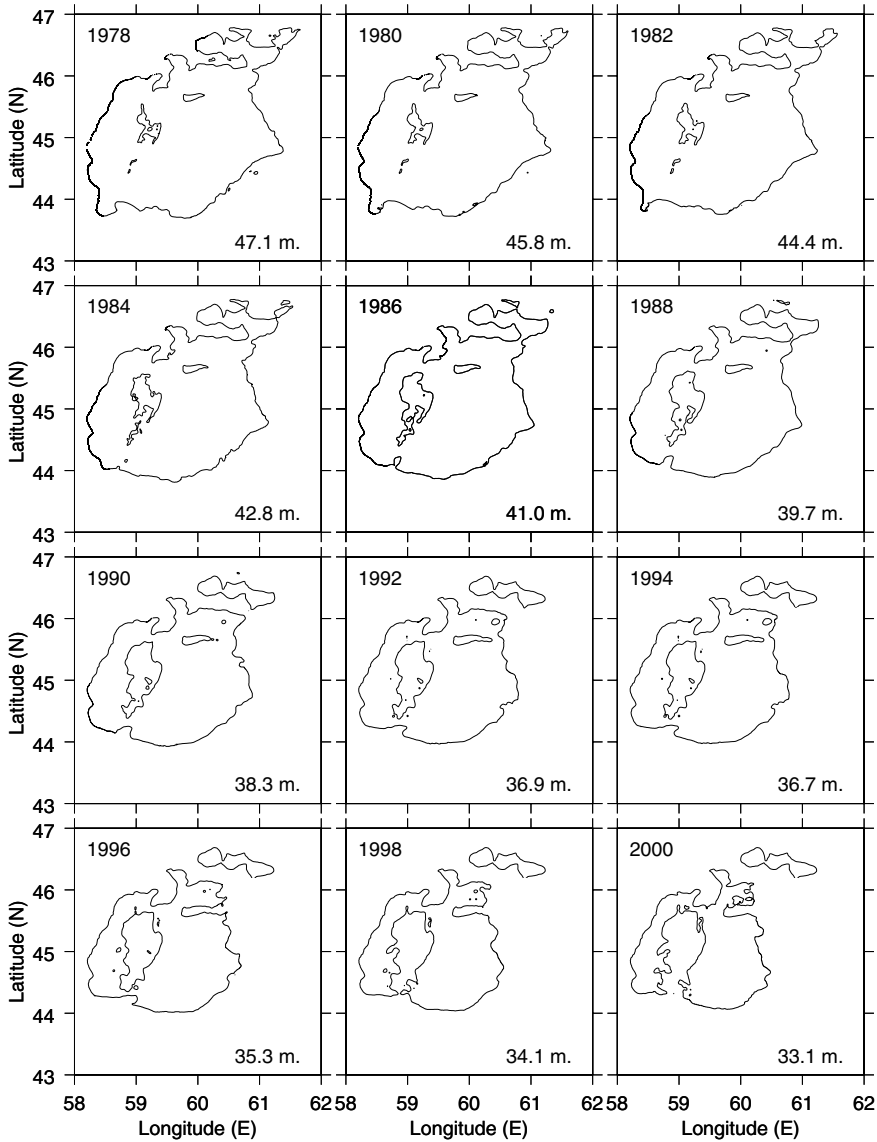 47
1978
1980
1982
46
45
44
Latitude (N)
47.1 m.
45.8 m.
44.4 m.
43
47
1984
1986
1988
46
45
44
Latitude (N)
42.8 m.
41.0 m.
39.7 m.
43
47
1990
1992
1994
46
45
44
Latitude (N)
38.3 m.
36.9 m.
36.7 m.
43
47
1996
1998
2000
46
45
44
Latitude (N)
35.3 m.
34.1 m.
33.1 m.
43
58 59 60 61 62 58 59 60 61 62 58 59 60 61 62
Longitude (E) Longitude (E) Longitude (E)